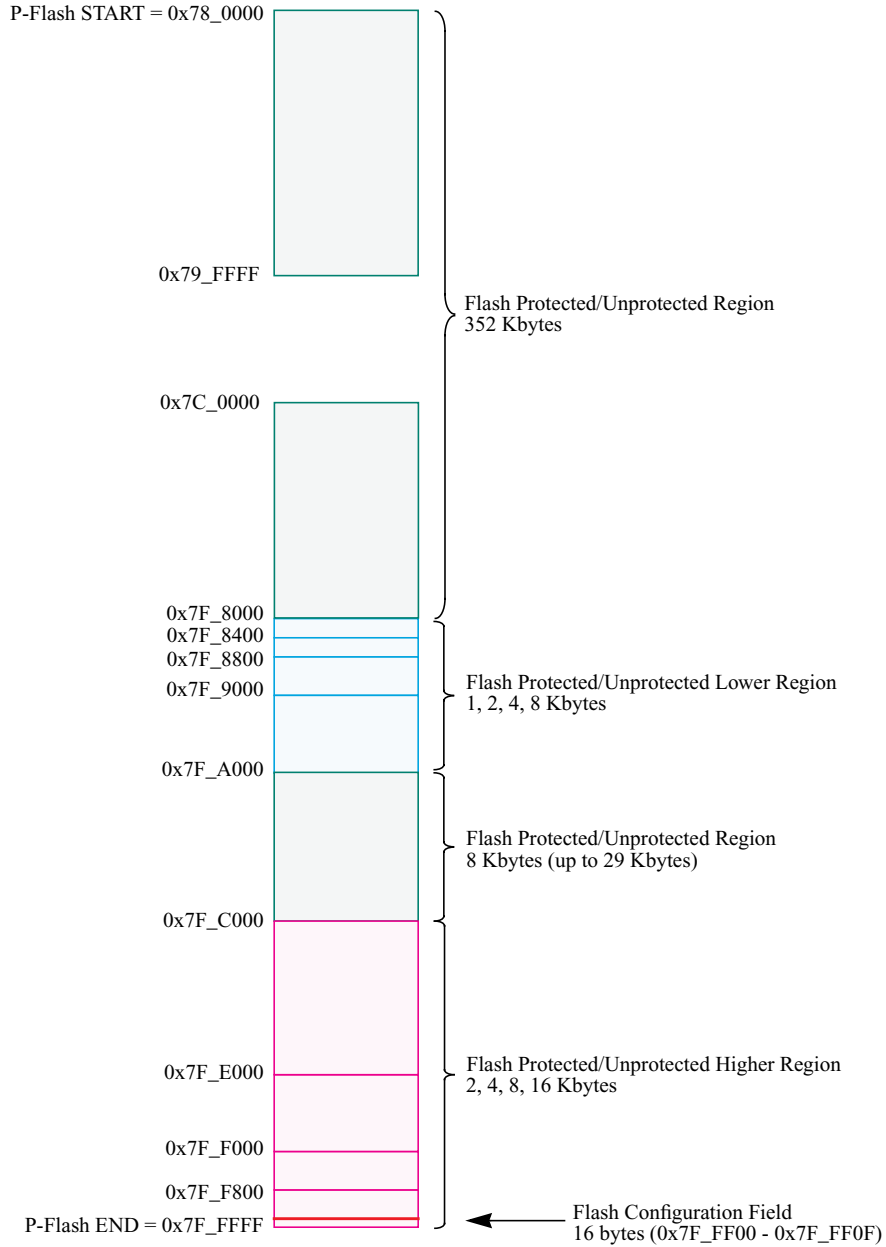 P-Flash START = 0x78_0000
0x79_FFFF
Flash Protected/Unprotected Region
352 Kbytes
0x7C_0000
0x7F_8000
0x7F_8400
0x7F_8800
0x7F_9000
Flash Protected/Unprotected Lower Region
1, 2, 4, 8 Kbytes
0x7F_A000
Flash Protected/Unprotected Region
8 Kbytes (up to 29 Kbytes)
0x7F_C000
Flash Protected/Unprotected Higher Region
2, 4, 8, 16 Kbytes
0x7F_E000
0x7F_F000
0x7F_F800
P-Flash END = 0x7F_FFFF
Flash Configuration Field
16 bytes (0x7F_FF00 - 0x7F_FF0F)